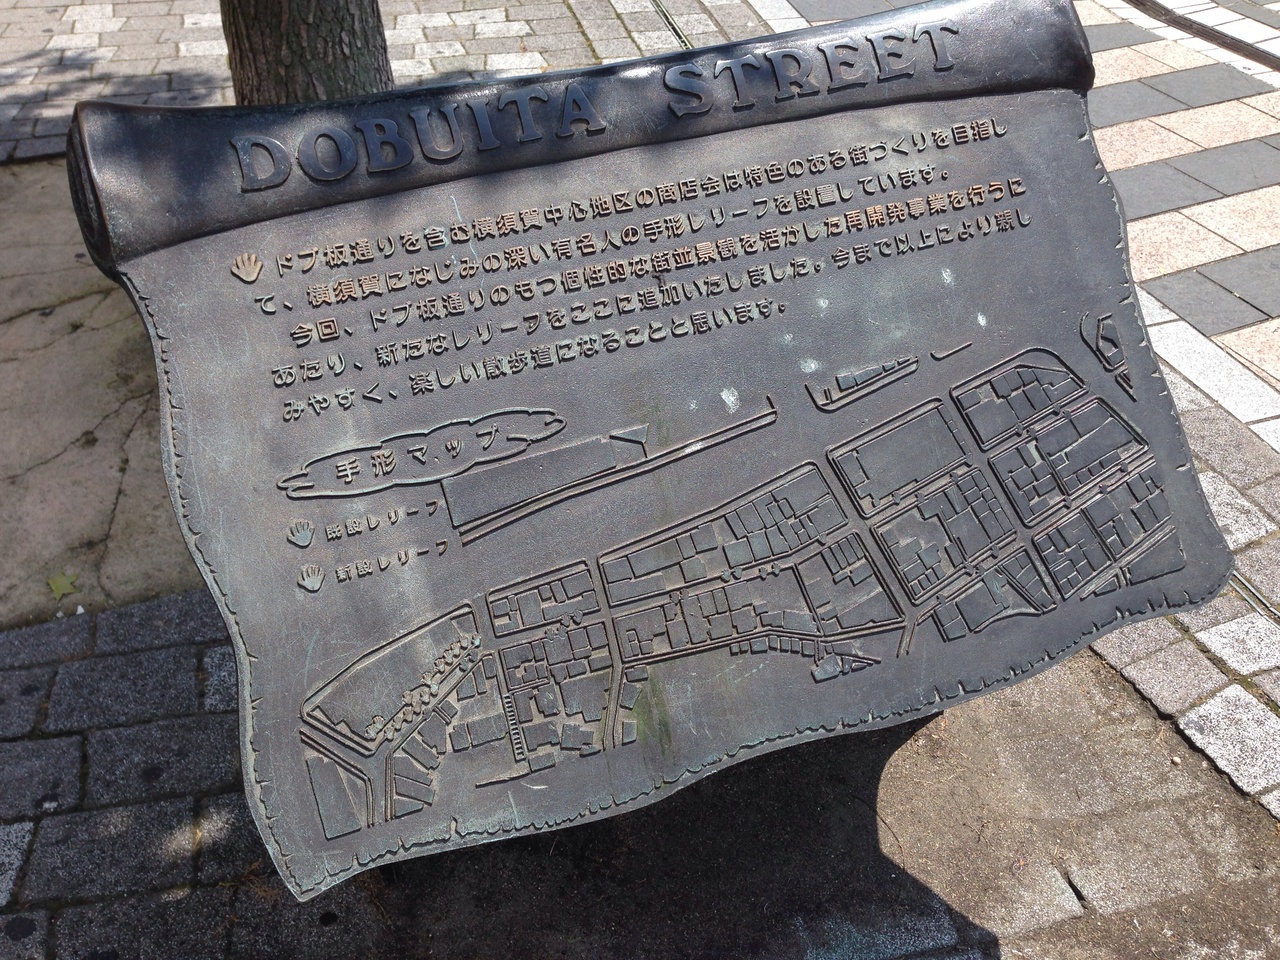 DOBUITA STREET
ドブ板通りを含む横須賀中心地区の商店会は特色のある街づくりを目指し
て、横須賀になじみの深い有名人の手形レリーフを設置しています。
今回、ドブ板通りのもつ個性的な街並景観を活かした再開発事業を行うに
あたり、新たなレリーフをここに追加いたしました。今まで以上により親し
みやすく、楽しい散歩道になることと思います。
手形マップ
既設レリーフ
新設レリーフ